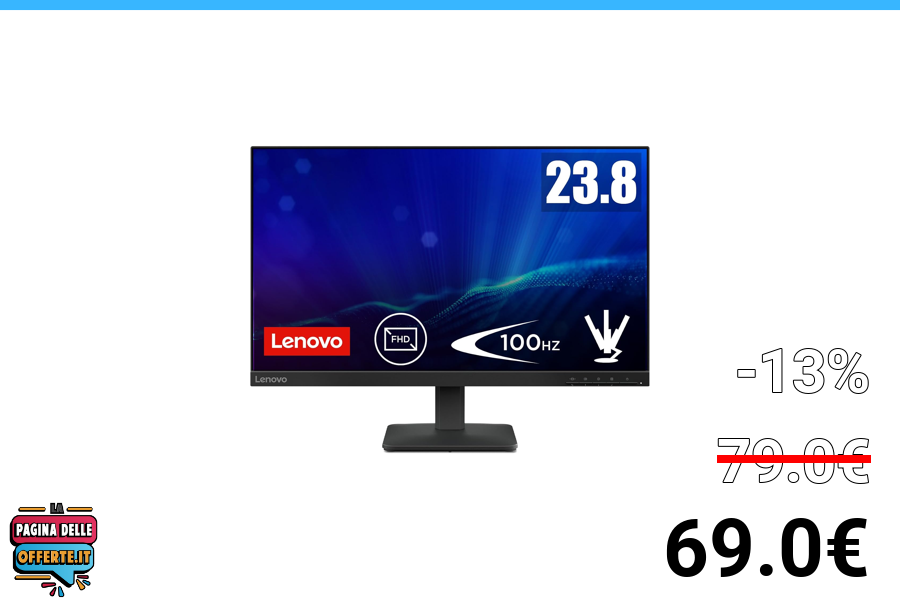 23.8
Lenovo
FHD
100HZ
Lenovo
-13%
79.0€
69.0€
LA
PAGINA DELLE
OFFERTE.IT